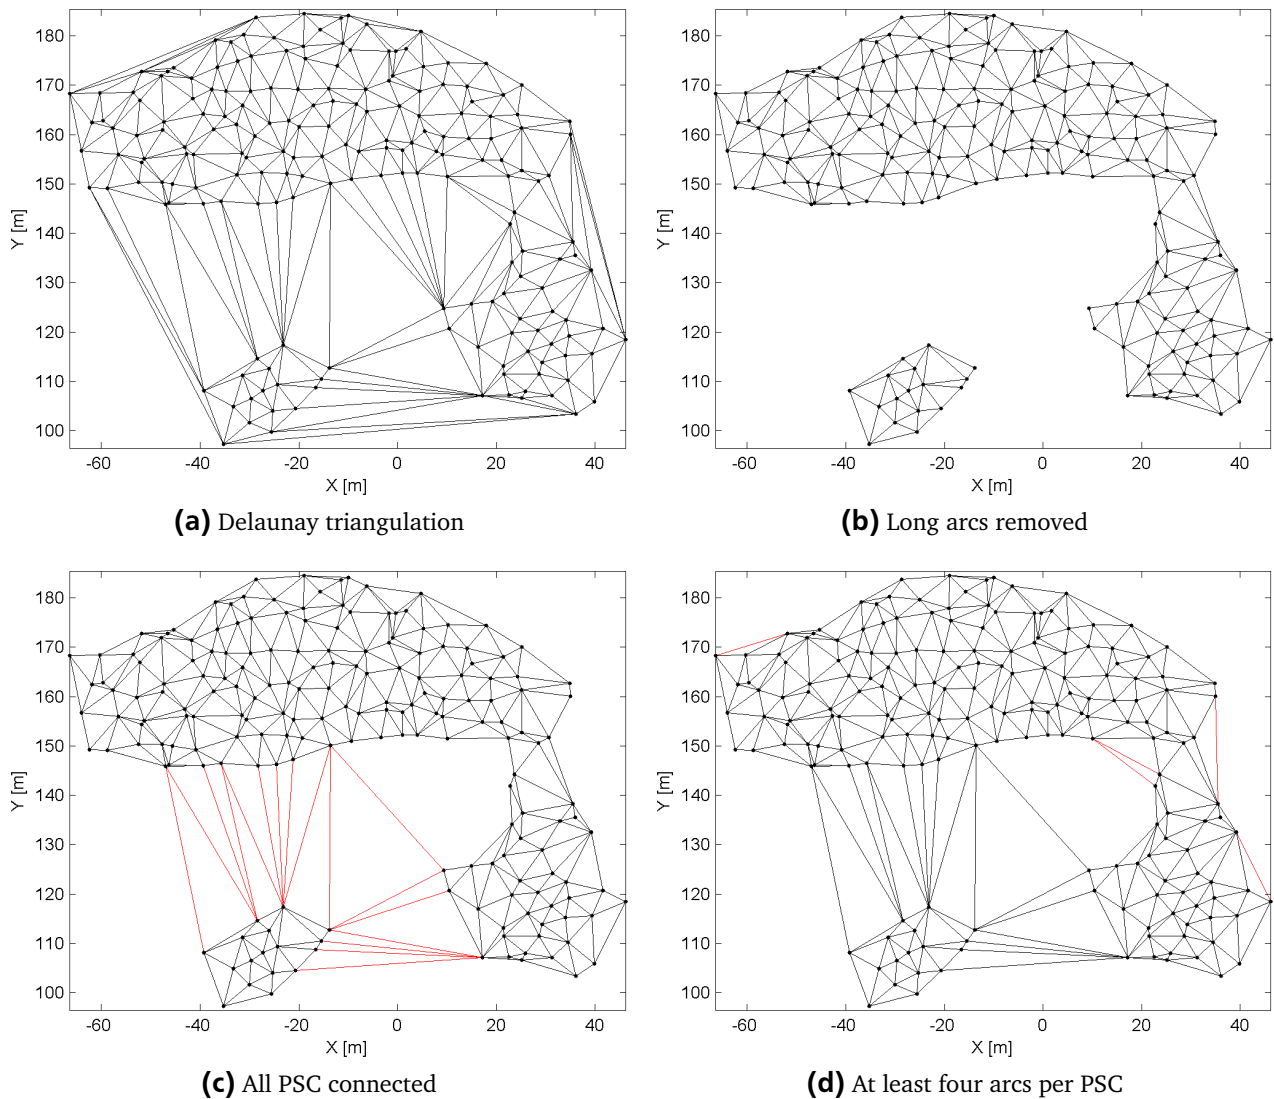 180
170
160
150
140
130
120
110
100
Y [m]
-60 -40 -20 0 20 40
X [m]
(a) Delaunay triangulation
180
170
160
150
140
130
120
110
100
Y [m]
-60 -40 -20 0 20 40
X [m]
(b) Long arcs removed
180
170
160
150
140
130
120
110
100
Y [m]
-60 -40 -20 0 20 40
X [m]
(c) All PSC connected
180
170
160
150
140
130
120
110
100
Y [m]
-60 -40 -20 0 20 40
X [m]
(d) At least four arcs per PSC